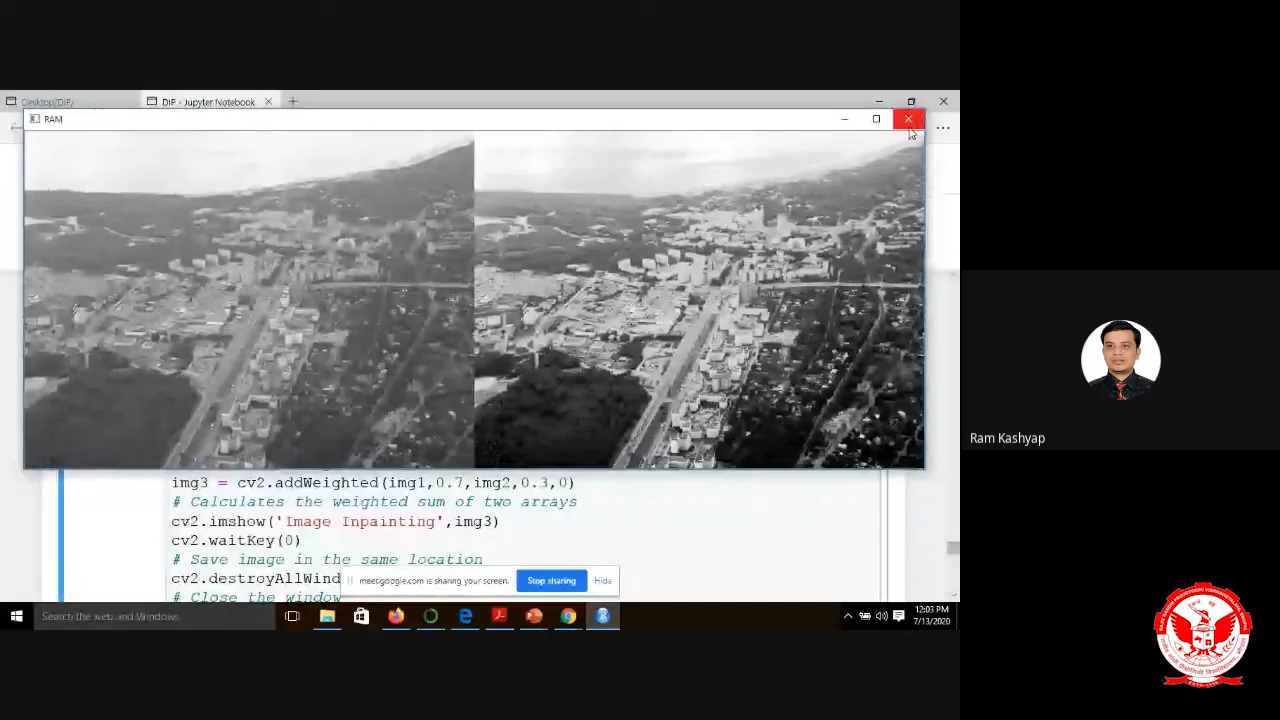 Desktop/DIP/
DIP - Jupyter Notebook
RAM
img3 = cv2.addWeighted(img1,0.7,img2,0.3,0)
# Calculates the weighted sum of two arrays
cv2.imshow('Image Inpainting',img3)
cv2.waitKey(0)
# Save image in the same location
cv2.destroyAllWind
# Close the window
meet.google.com is sharing your screen.
Stop sharing
Hide
Search the web and Windows
12:03 PM
7/13/2020
Ram Kashyap